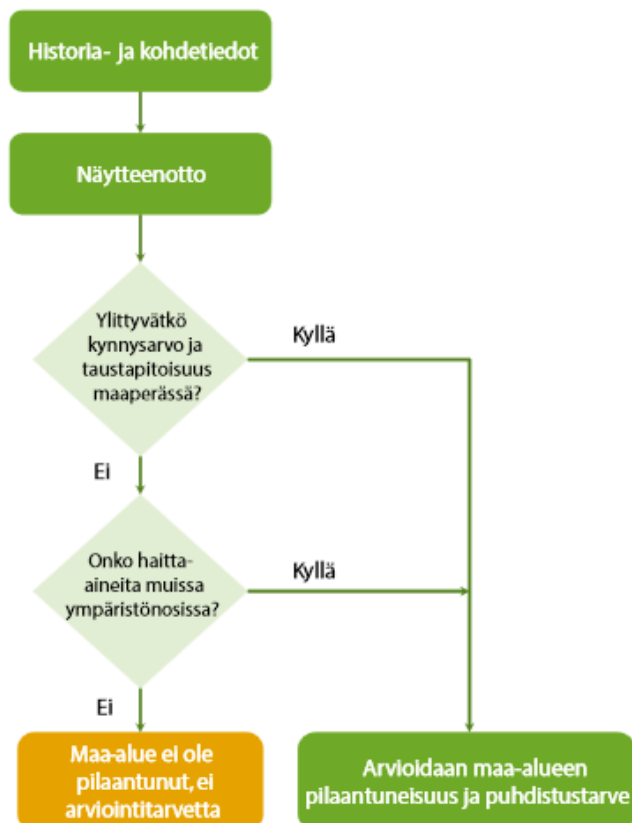 Historia- ja kohdetiedot
Näytteenotto
Ylittyvätkö
kynnysarvo ja
taustapitoisuus
maaperässä?
Kyllä
Ei
Onko haitta-
aineita muissa
ympäristönosissa?
Kyllä
Ei
Maa-alue ei ole
pilaantunut, ei
arviointitarvetta
Arvioidaan maa-alueen
pilaantuneisuus ja puhdistustarve